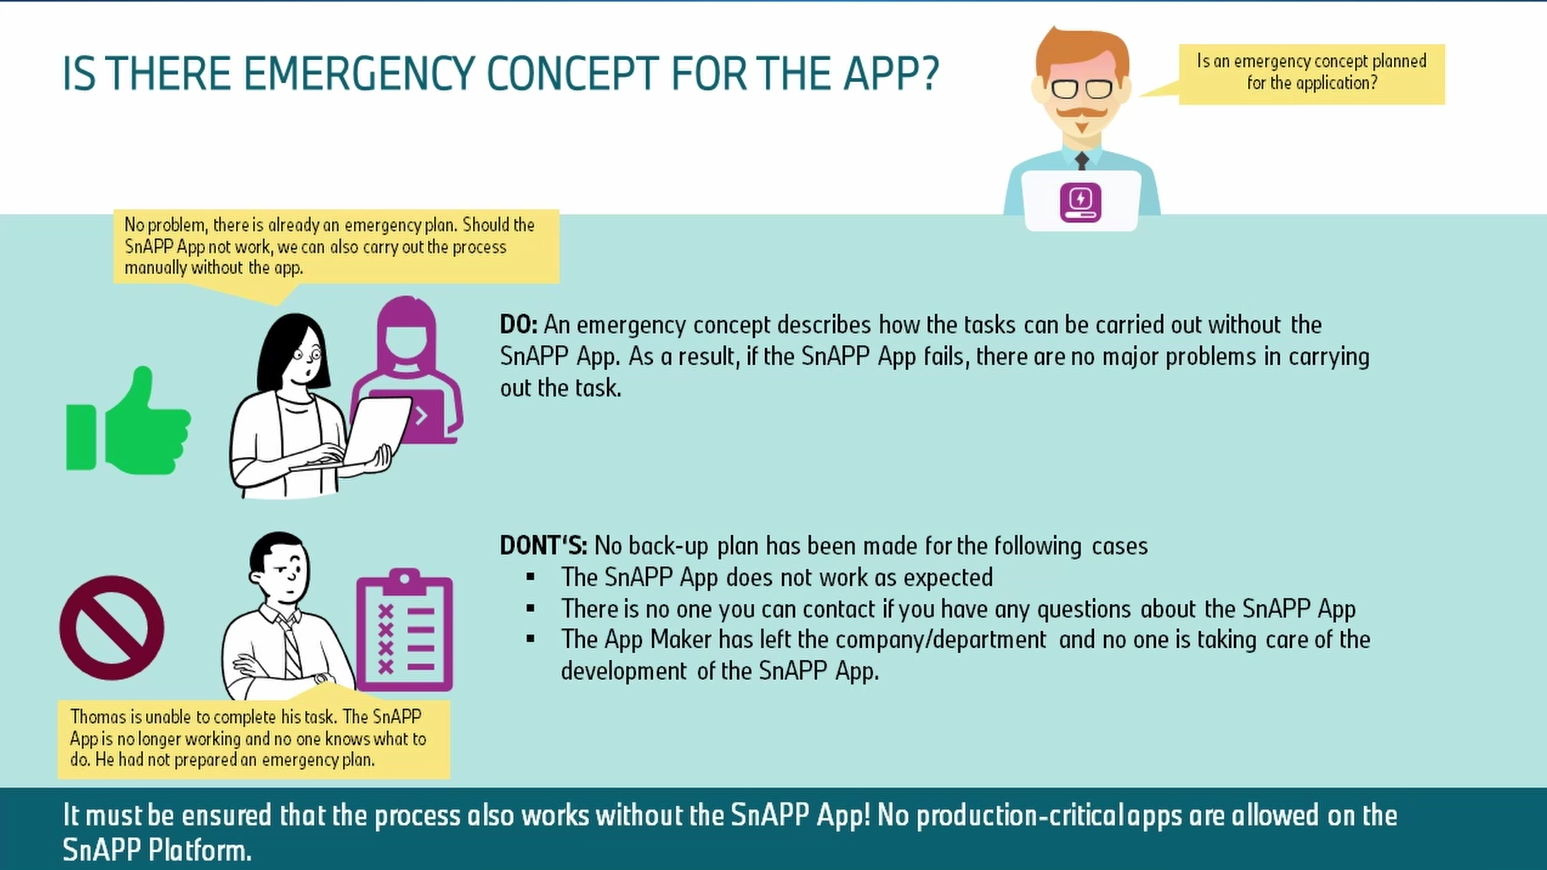 IS THERE EMERGENCY CONCEPT FOR THE APP?
Is an emergency concept planned
for the application?
No problem, there is already an emergency plan. Should the
SnAPP App not work, we can also carry out the process
manually without the app.
DO: An emergency concept describes how the tasks can be carried out without the
SnAPP App. As a result, if the SnAPP App fails, there are no major problems in carrying
out the task.
DONT‘S: No back-up plan has been made for the following cases
▪ The SnAPP App does not work as expected
▪ There is no one you can contact if you have any questions about the SnAPP App
▪ The App Maker has left the company/department and no one is taking care of the
development of the SnAPP App.
Thomas is unable to complete his task. The SnAPP
App is no longer working and no one knows what to
do. He had not prepared an emergency plan.
It must be ensured that the process also works without the SnAPP App! No production-critical apps are allowed on the
SnAPP Platform.